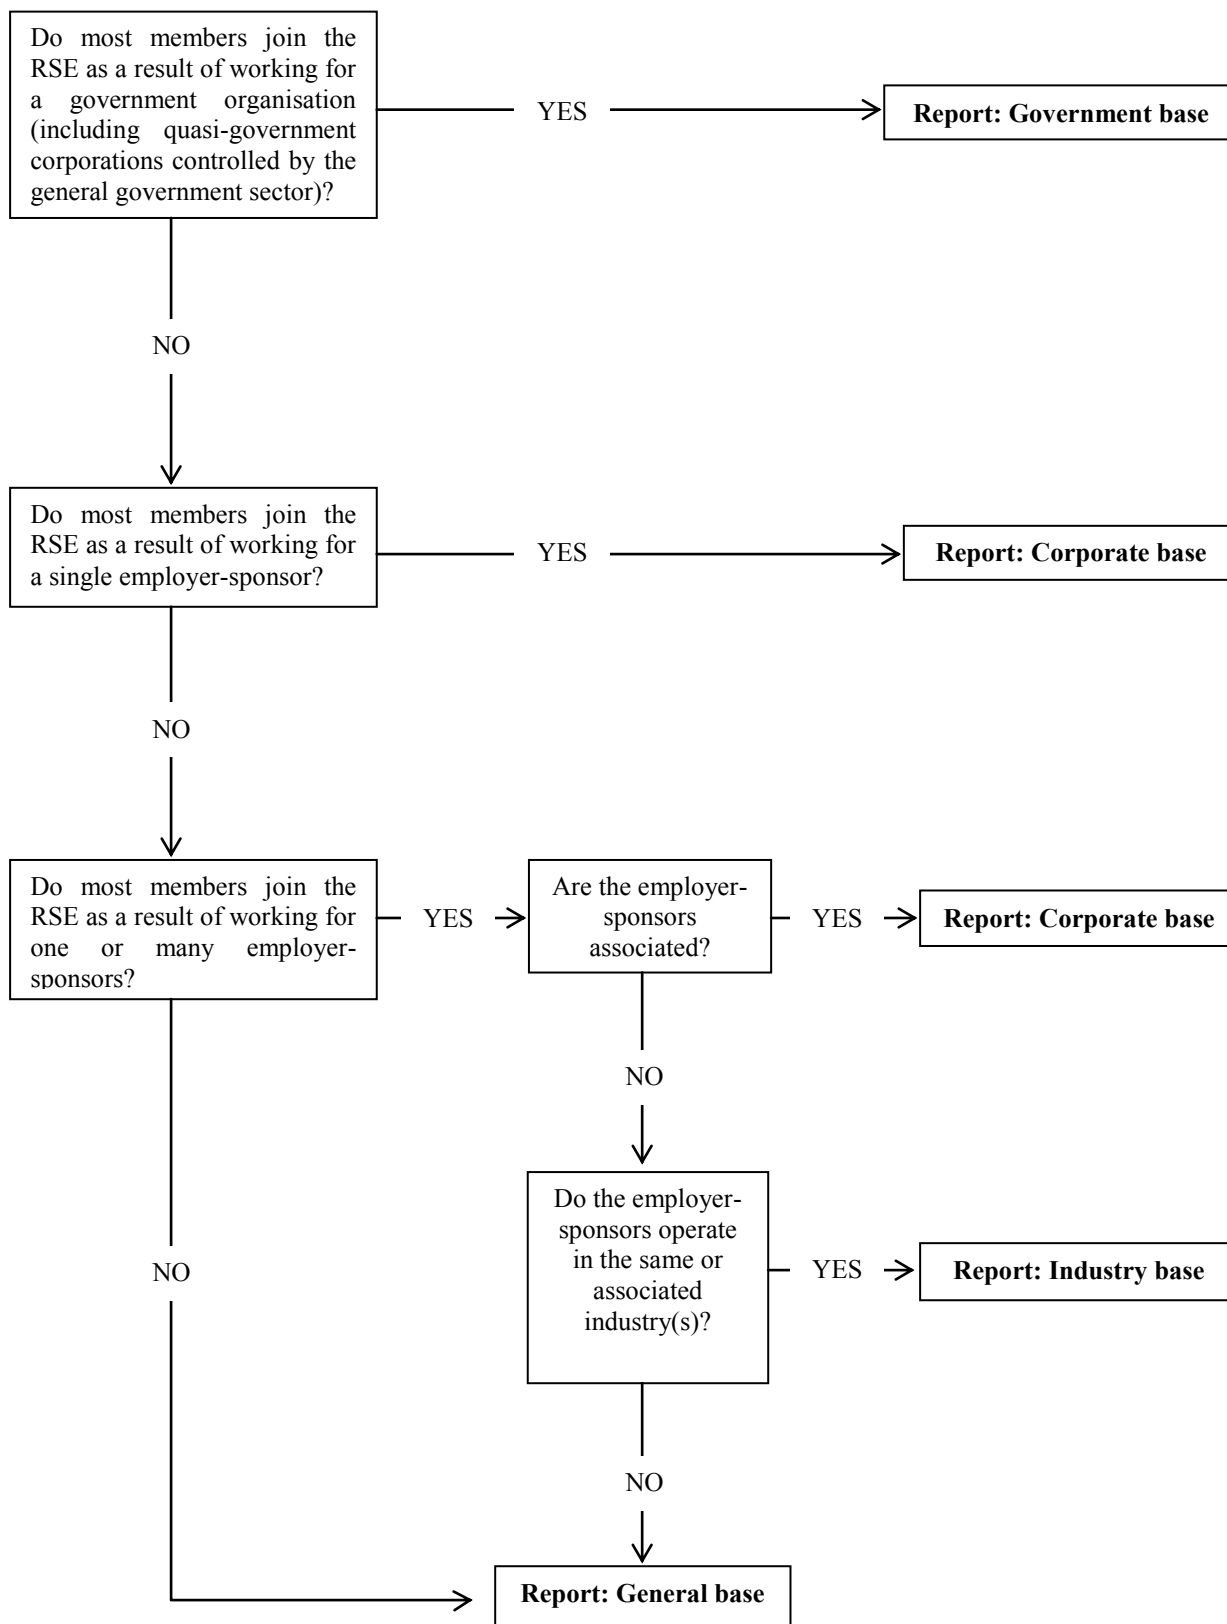 Do most members join the
RSE as a result of working for
a government organisation
(including quasi-government
corporations controlled by the
general government sector)?
YES
Report: Government base
NO
Do most members join the
RSE as a result of working for
a single employer-sponsor?
YES
Report: Corporate base
NO
Do most members join the
RSE as a result of working for
one or many employer-
sponsors?
YES
Are the employer-
sponsors
associated?
YES
Report: Corporate base
NO
Do the employer-
sponsors operate
in the same or
associated
industry(s)?
YES
Report: Industry base
NO
NO
Report: General base